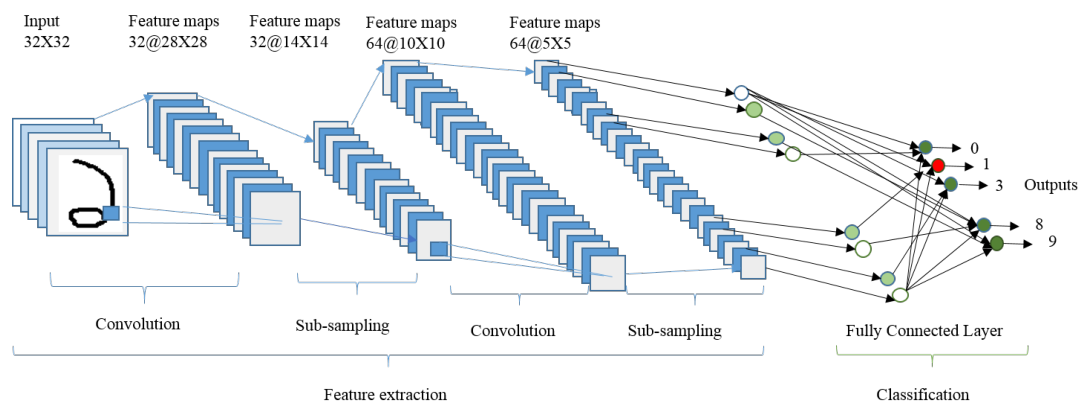 Input
32X32
Feature maps
32@28X28
Feature maps
32@14X14
Feature maps
64@10X10
Feature maps
64@5X5
0
1
3
Outputs
8
9
Convolution
Sub-sampling
Convolution
Sub-sampling
Fully Connected Layer
Feature extraction
Classification